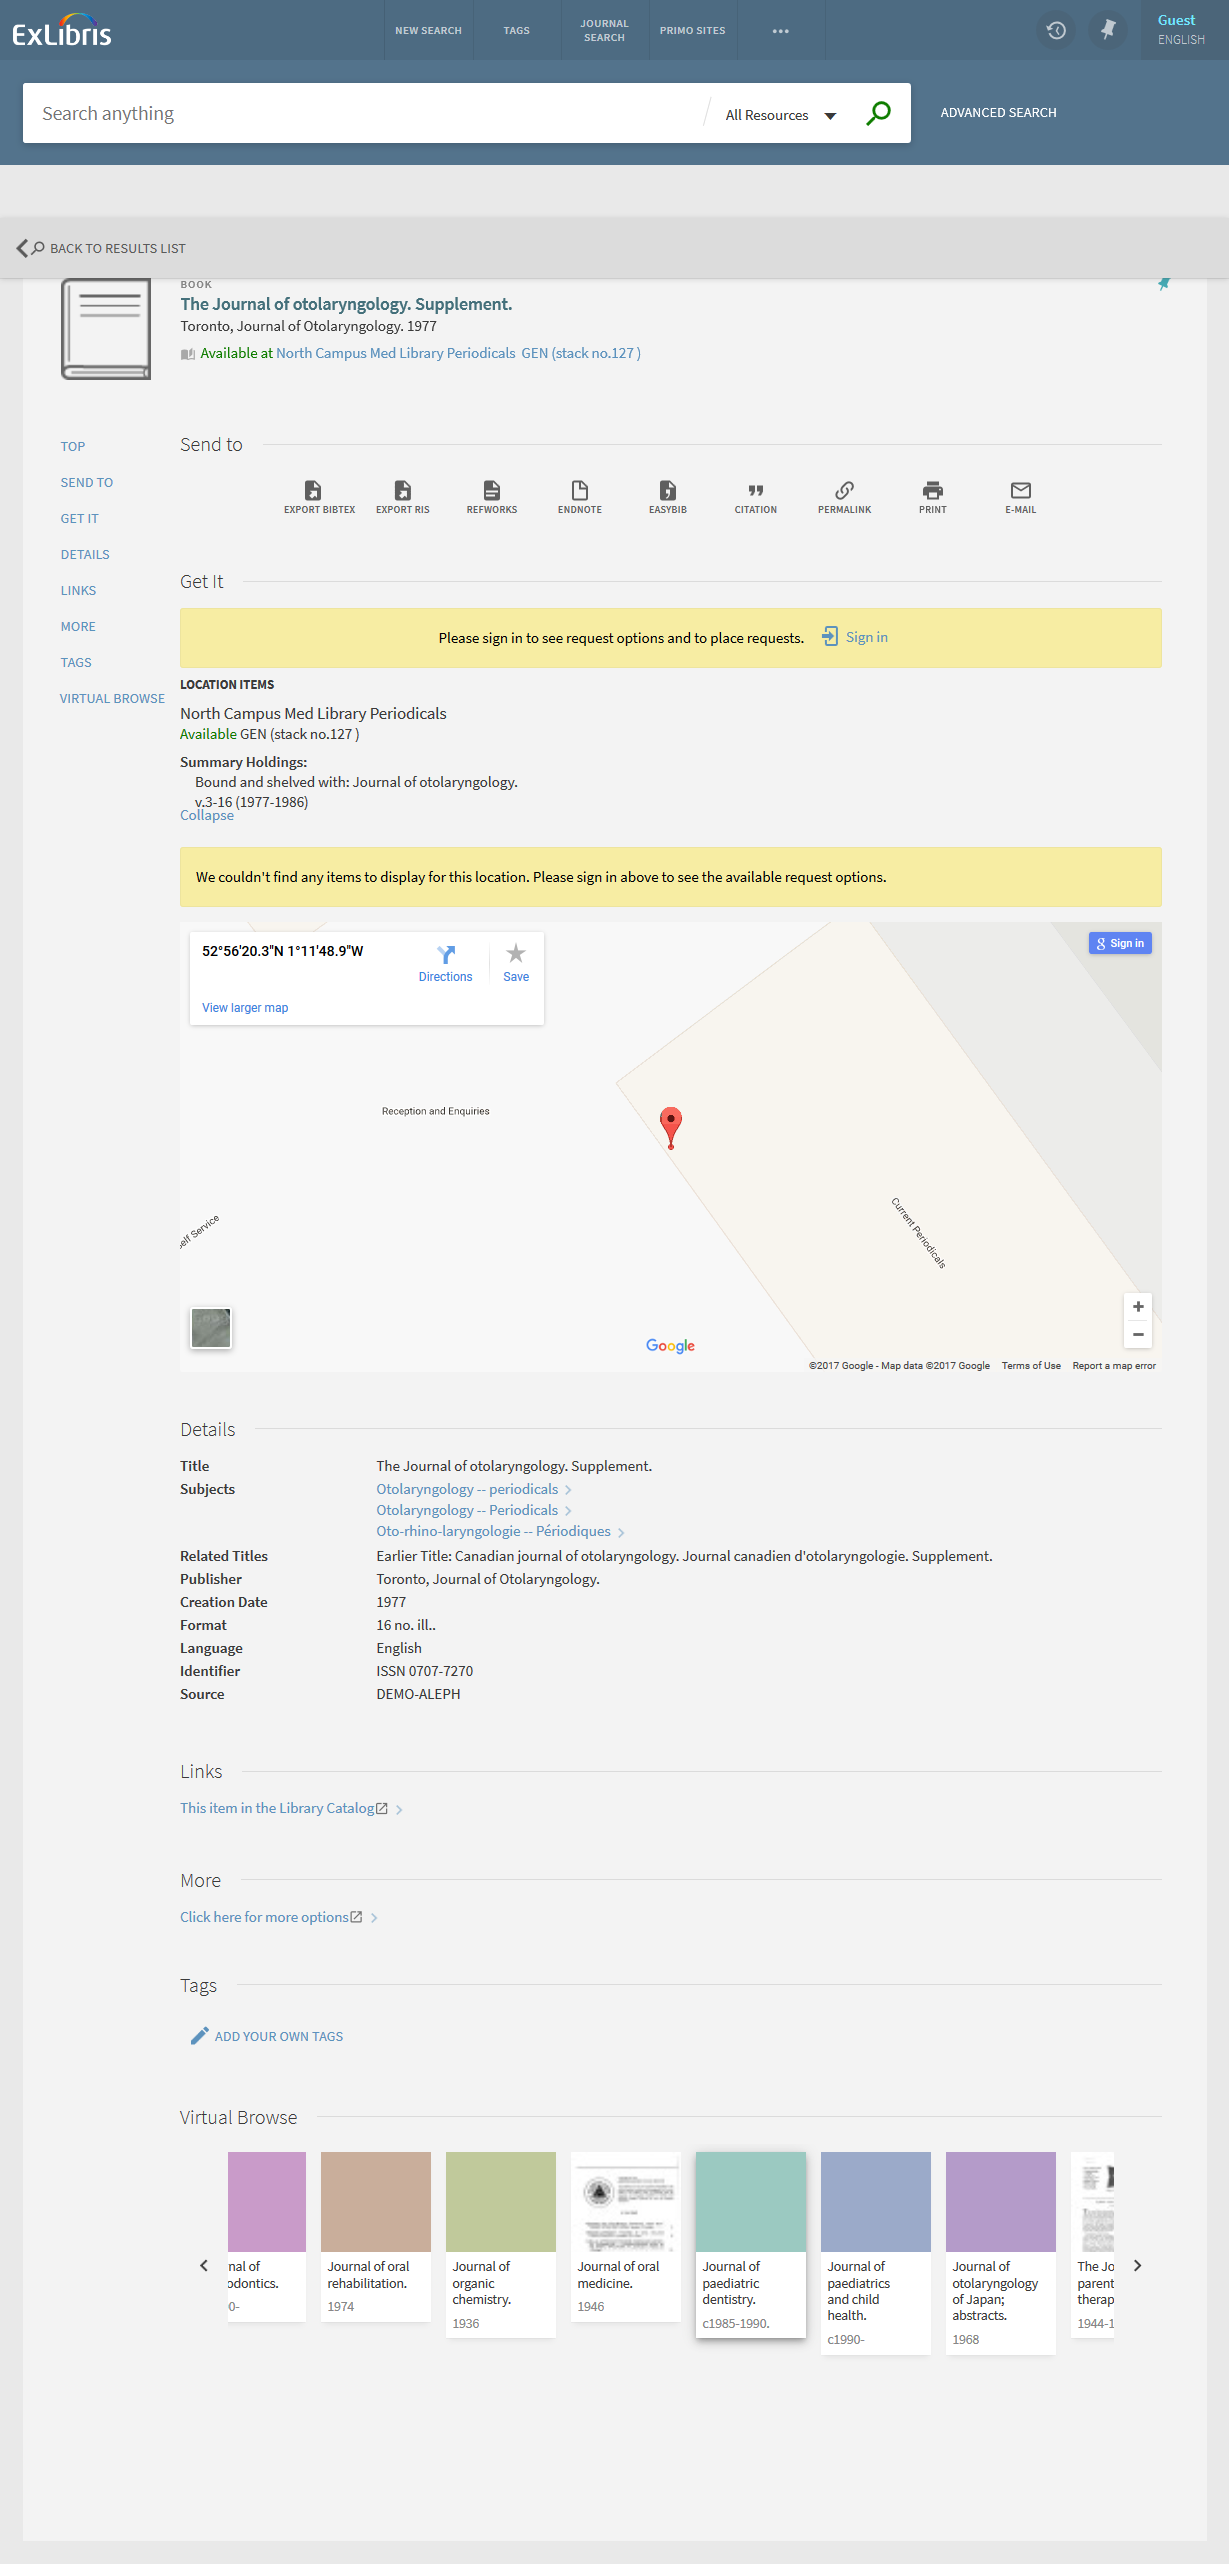 ExLibris
NEW SEARCH
TAGS
JOURNAL
SEARCH
PRIMO SITES
Guest
ENGLISH
Search anything
All Resources
ADVANCED SEARCH
BACK TO RESULTS LIST
BOOK
The Journal of otolaryngology. Supplement.
Toronto, Journal of Otolaryngology. 1977
Available at North Campus Med Library Periodicals GEN (stack no.127 )
TOP
SEND TO
GET IT
DETAILS
LINKS
MORE
TAGS
VIRTUAL BROWSE
Send to
EXPORT BIBTEX
EXPORT RIS
REFWORKS
ENDNOTE
EASYBIB
CITATION
PERMALINK
PRINT
E-MAIL
Get It
Please sign in to see request options and to place requests. Sign in
LOCATION ITEMS
North Campus Med Library Periodicals
Available GEN (stack no.127 )
Summary Holdings:
Bound and shelved with: Journal of otolaryngology.
v.3-16 (1977-1986)
Collapse
We couldn't find any items to display for this location. Please sign in above to see the available request options.
52°56'20.3"N 1°11'48.9"W
Directions
Save
View larger map
Sign in
Reception and Enquiries
elf Service
Current Periodicals
Google
©2017 Google - Map data ©2017 Google Terms of Use Report a map error
Details
Title The Journal of otolaryngology. Supplement.
Subjects Otolaryngology -- periodicals
Otolaryngology -- Periodicals
Oto-rhino-laryngologie -- Périodiques
Related Titles Earlier Title: Canadian journal of otolaryngology. Journal canadien d'otolaryngologie. Supplement.
Publisher Toronto, Journal of Otolaryngology.
Creation Date 1977
Format 16 no. ill..
Language English
Identifier ISSN 0707-7270
Source DEMO-ALEPH
Links
This item in the Library Catalog
More
Click here for more options
Tags
ADD YOUR OWN TAGS
Virtual Browse
nal of
odontics.
0-
Journal of oral
rehabilitation.
1974
Journal of
organic
chemistry.
1936
Journal of oral
medicine.
1946
Journal of
paediatric
dentistry.
c1985-1990.
Journal of
paediatrics
and child
health.
c1990-
Journal of
otolaryngology
of Japan;
abstracts.
1968
The Jo
parent
therap
1944-1